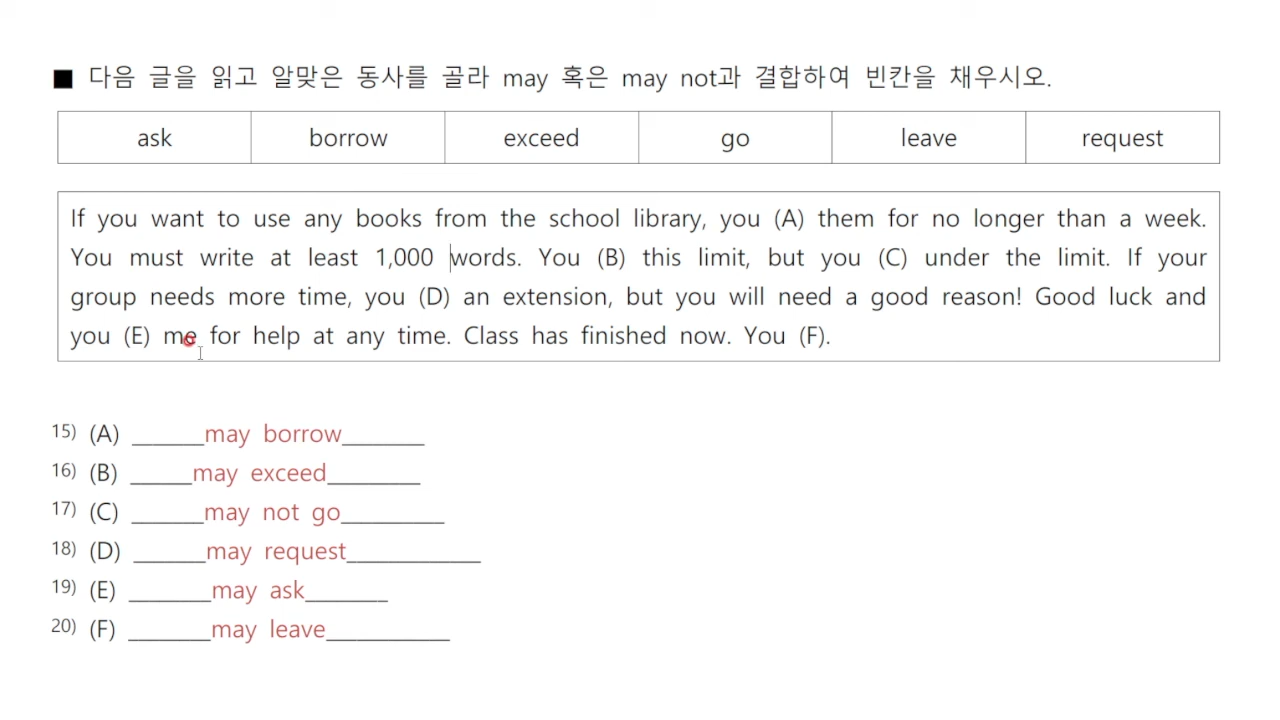 ■ 다음 글을 읽고 알맞은 동사를 골라 may 혹은 may not과 결합하여 빈칸을 채우시오.
ask borrow exceed go leave request
If you want to use any books from the school library, you (A) them for no longer than a week.
You must write at least 1,000 words. You (B) this limit, but you (C) under the limit. If your
group needs more time, you (D) an extension, but you will need a good reason! Good luck and
you (E) me for help at any time. Class has finished now. You (F).
15) (A) _______may borrow________
16) (B) ______may exceed_________
17) (C) _______may not go__________
18) (D) _______may request_____________
19) (E) ________may ask________
20) (F) ________may leave____________